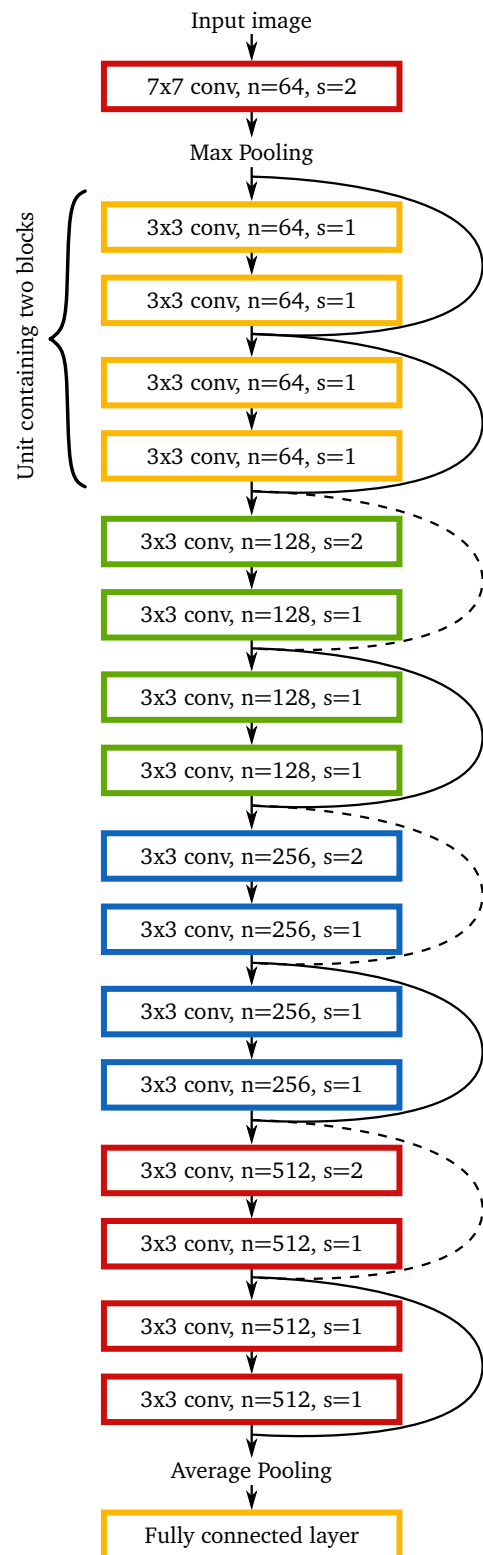 Input image
7x7 conv, n=64, s=2
Max Pooling
Unit containing two blocks
3x3 conv, n=64, s=1
3x3 conv, n=64, s=1
3x3 conv, n=64, s=1
3x3 conv, n=64, s=1
3x3 conv, n=128, s=2
3x3 conv, n=128, s=1
3x3 conv, n=128, s=1
3x3 conv, n=128, s=1
3x3 conv, n=256, s=2
3x3 conv, n=256, s=1
3x3 conv, n=256, s=1
3x3 conv, n=256, s=1
3x3 conv, n=512, s=2
3x3 conv, n=512, s=1
3x3 conv, n=512, s=1
3x3 conv, n=512, s=1
Average Pooling
Fully connected layer